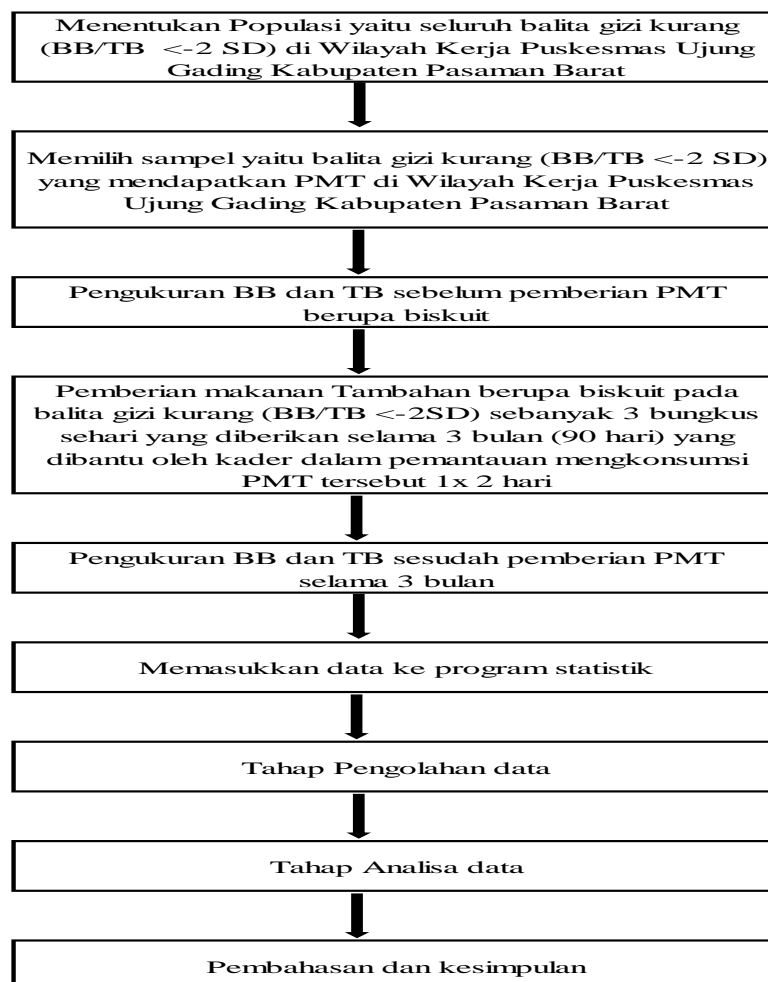 Menentukan Populasi yaitu seluruh balita gizi kurang
(BB/TB <-2 SD) di Wilayah Kerja Puskesmas Ujung
Gading Kabupaten Pasaman Barat
Memilih sampel yaitu balita gizi kurang (BB/TB <-2 SD)
yang mendapatkan PMT di Wilayah Kerja Puskesmas
Ujung Gading Kabupaten Pasaman Barat
Pengukuran BB dan TB sebelum pemberian PMT
berupa biskuit
Pemberian makanan Tambahan berupa biskuit pada
balita gizi kurang (BB/TB <-2SD) sebanyak 3 bungkus
sehari yang diberikan selama 3 bulan (90 hari) yang
dibantu oleh kader dalam pemantauan mengkonsumsi
PMT tersebut 1x 2 hari
Pengukuran BB dan TB sesudah pemberian PMT
selama 3 bulan
Memasukkan data ke program statistik
Tahap Pengolahan data
Tahap Analisa data
Pembahasan dan kesimpulan